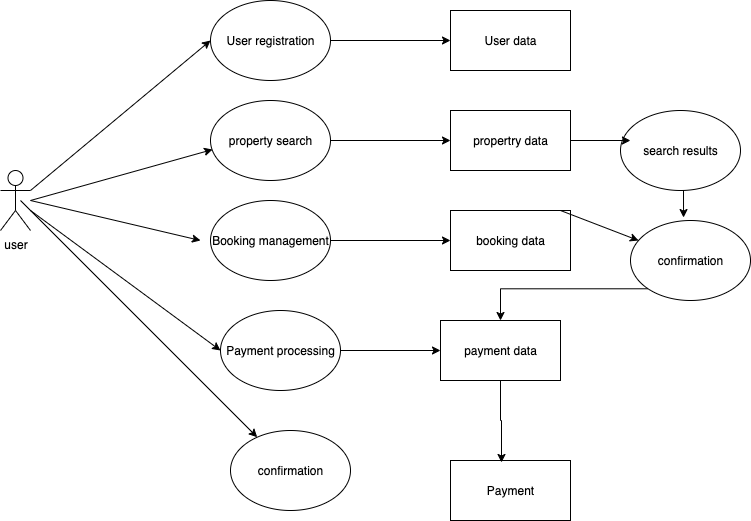 User registration
User data
property search
propertry data
search results
user
Booking management
booking data
confirmation
Payment processing
payment data
confirmation
Payment